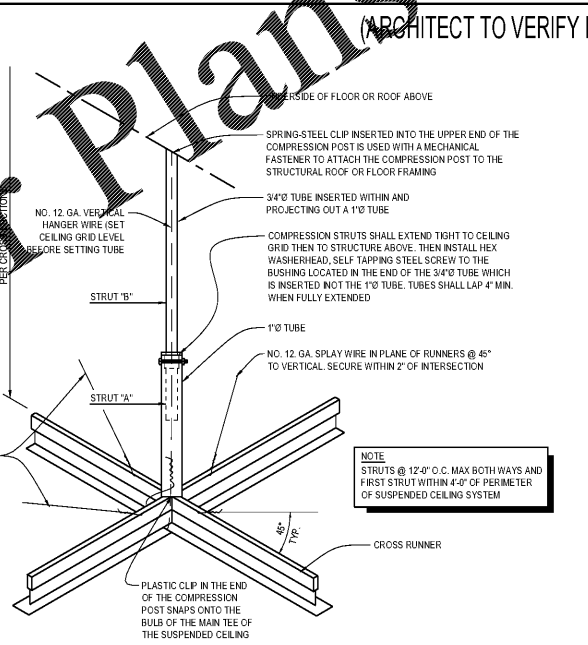 (ARCHITECT TO VERIFY
r Plans
OF FLOOR OR ROOF ABOVE
SPRING-STEEL CLIP INSERTED INTO THE UPPER END OF THE
COMPRESSION POST IS USED WITH A MECHANICAL
FASTENER TO ATTACH THE COMPRESSION POST TO THE
STRUCTURAL ROOF OR FLOOR FRAMING
3/4"Ø TUBE INSERTED WITHIN AND
PROJECTING OUT A 1"Ø TUBE
NO. 12. GA. VERTICAL
HANGER WIRE (SET
CEILING GRID LEVEL
BEFORE SETTING TUBE
PER
COMPRESSION STRUTS SHALL EXTEND TIGHT TO CEILING
GRID THEN TO STRUCTURE ABOVE. THEN INSTALL HEX
WASHERHEAD, SELF TAPPING STEEL SCREW TO THE
BUSHING LOCATED IN THE END OF THE 3/4"Ø TUBE WHICH
IS INSERTED INOT THE 1"Ø TUBE. TUBES SHALL LAP 4" MIN.
WHEN FULLY EXTENDED
STRUT "B"
1"Ø TUBE
NO. 12. GA. SPLAY WIRE IN PLANE OF RUNNERS @ 45°
TO VERTICAL. SECURE WITHIN 2" OF INTERSECTION
STRUT "A"
NOTE
STRUTS @ 12'-0" O.C. MAX BOTH WAYS AND
FIRST STRUT WITHIN 4'-0" OF PERIMETER
OF SUSPENDED CEILING SYSTEM
45°
TYP.
CROSS RUNNER
PLASTIC CLIP IN THE END
OF THE COMPRESSION
POST SNAPS ONTO THE
BULB OF THE MAIN TEE OF
THE SUSPENDED CEILING